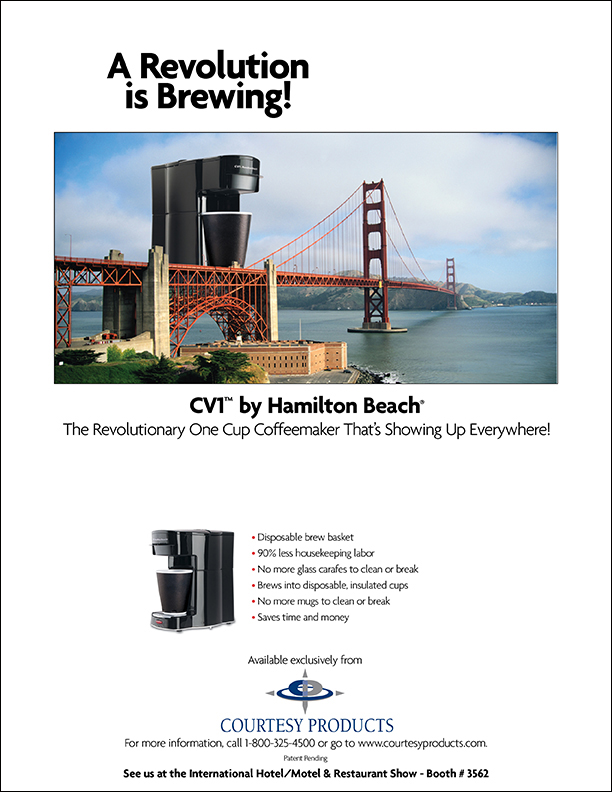 A Revolution
is Brewing!
CV1™ by Hamilton Beach®
The Revolutionary One Cup Coffeemaker That's Showing Up Everywhere!
• Disposable brew basket
• 90% less housekeeping labor
• No more glass carafes to clean or break
• Brews into disposable, insulated cups
• No more mugs to clean or break
• Saves time and money
Available exclusively from
COURTESY PRODUCTS
For more information, call 1-800-325-4500 or go to www.courtesyproducts.com.
Patent Pending
See us at the International Hotel/Motel & Restaurant Show - Booth # 3562